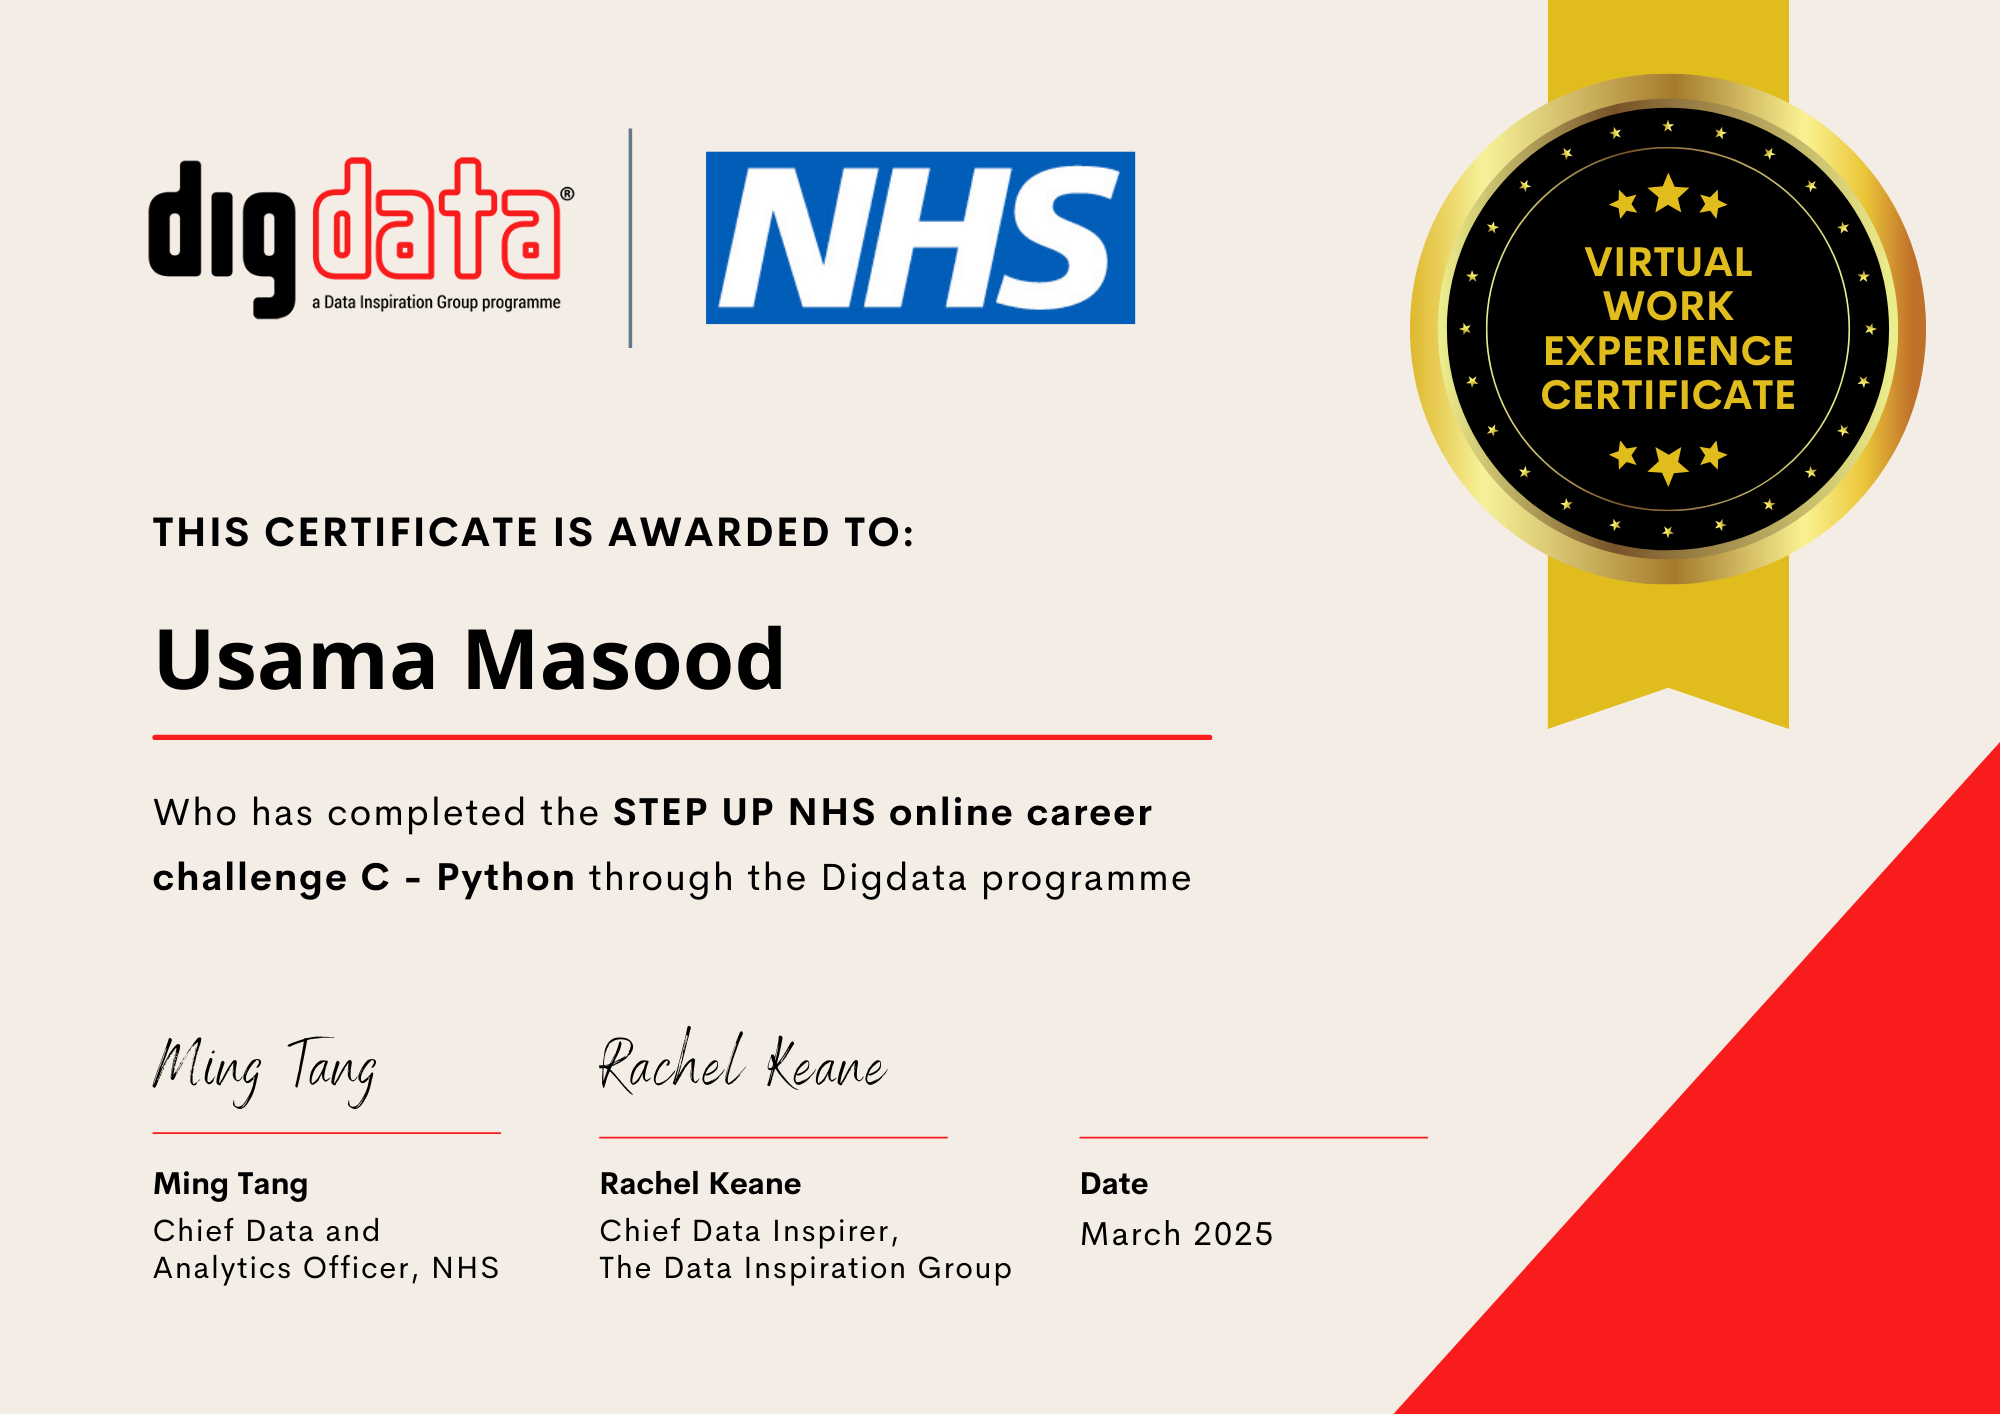 digdata®
a Data Inspiration Group programme
NHS
VIRTUAL
WORK
EXPERIENCE
CERTIFICATE
THIS CERTIFICATE IS AWARDED TO:
Usama Masood
Who has completed the STEP UP NHS online career
challenge C - Python through the Digdata programme
Ming Tang
Rachel Keane
Ming Tang
Chief Data and
Analytics Officer, NHS
Rachel Keane
Chief Data Inspirer,
The Data Inspiration Group
Date
March 2025